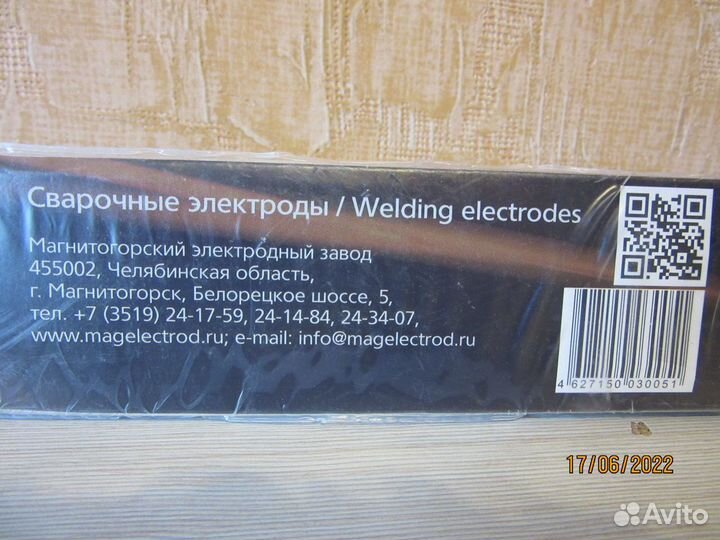 Сварочные электроды / Welding electrodes
Магнитогорский электродный завод
455002, Челябинская область,
г. Магнитогорск, Белорецкое шоссе, 5,
тел. +7 (3519) 24-17-59, 24-14-84, 24-34-07,
www.magelectrod.ru; e-mail: info@magelectrod.ru
4 627150 030051
17/06/2022
Avito